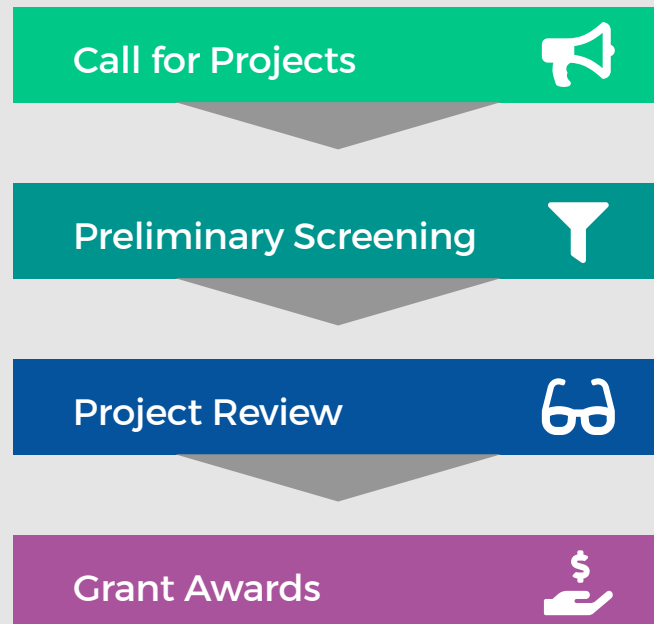 Call for Projects
Preliminary Screening
Project Review
$
Grant Awards